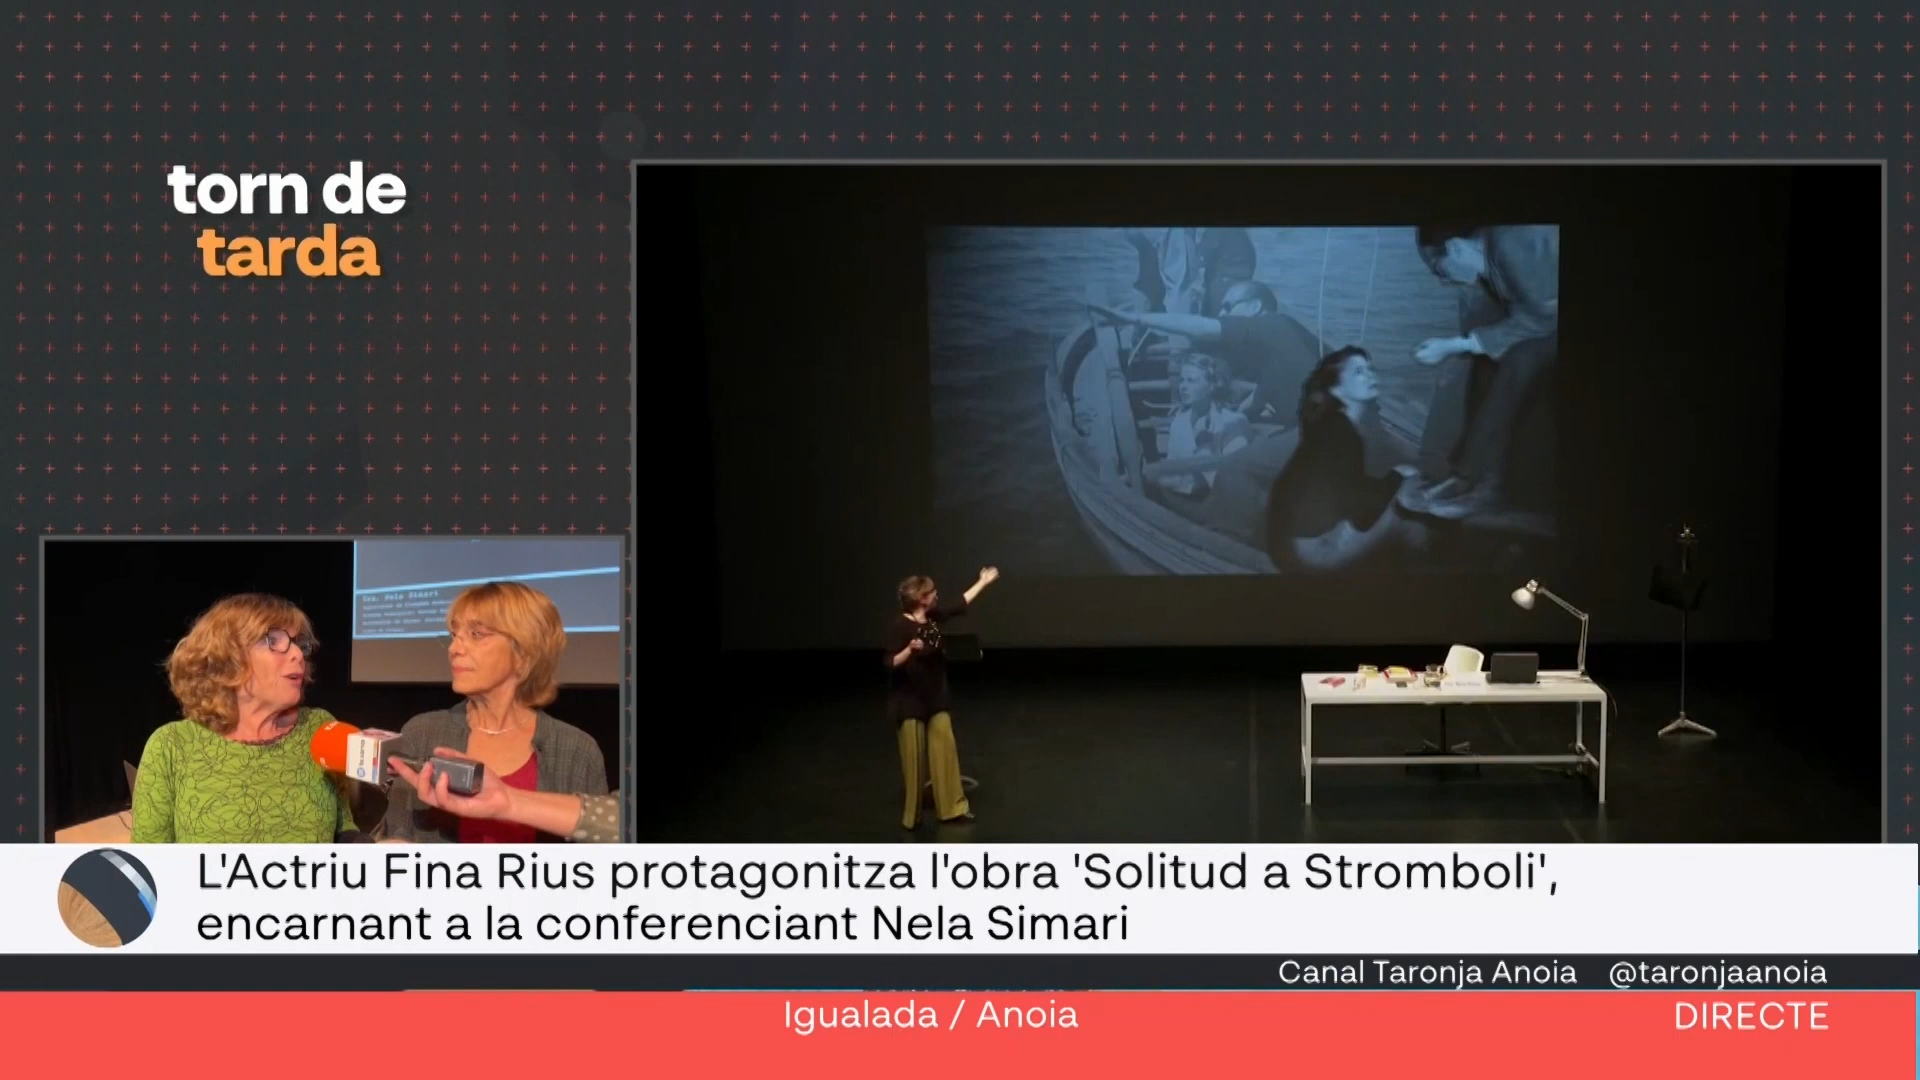 torn de
tarda
L'Actriu Fina Rius protagonitza l'obra 'Solitud a Stromboli',
encarnant a la conferenciant Nela Simari
Canal Taronja Anoia @taronjaanoia
Igualada / Anoia
DIRECTE